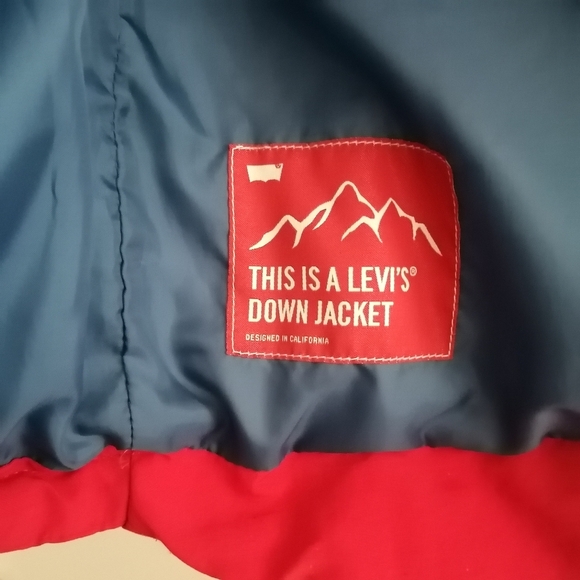 THIS IS A LEVI'S®
DOWN JACKET
DESIGNED IN CALIFORNIA